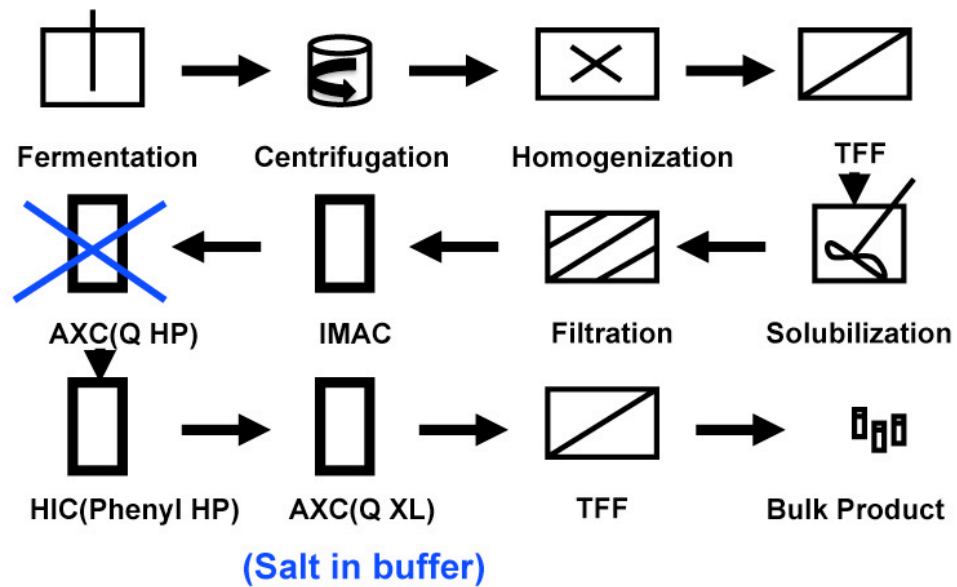 Fermentation Centrifugation Homogenization TFF
AXC(Q HP) IMAC Filtration Solubilization
HIC(Phenyl HP) AXC(Q XL) TFF Bulk Product
(Salt in buffer)